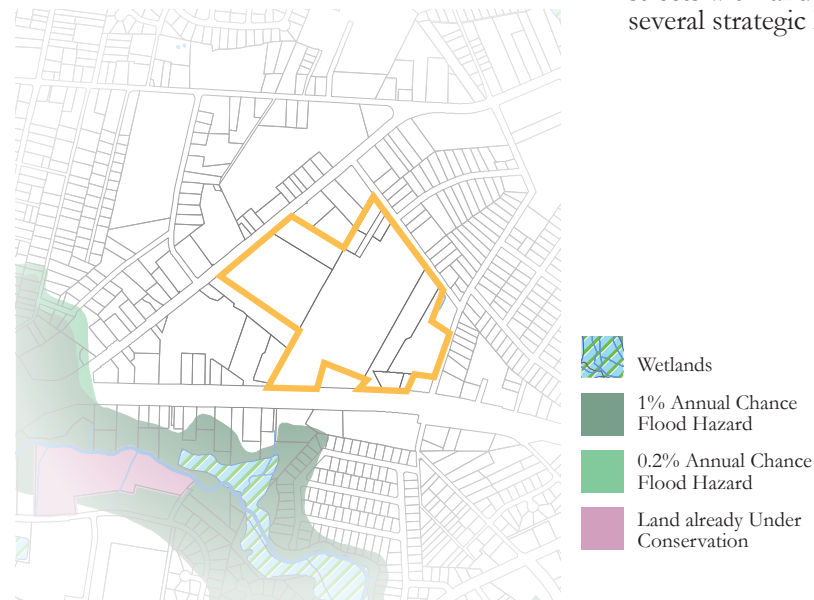 several strategic
Wetlands
1% Annual Chance
Flood Hazard
0.2% Annual Chance
Flood Hazard
Land already Under
Conservation